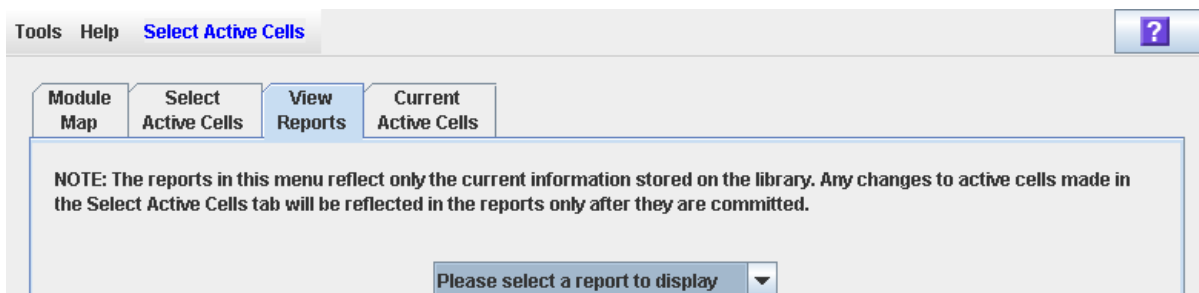 Tools Help Select Active Cells ?
Module Map
Select Active Cells
View Reports
Current Active Cells
NOTE: The reports in this menu reflect only the current information stored on the library. Any changes to active cells made in
the Select Active Cells tab will be reflected in the reports only after they are committed.
Please select a report to display